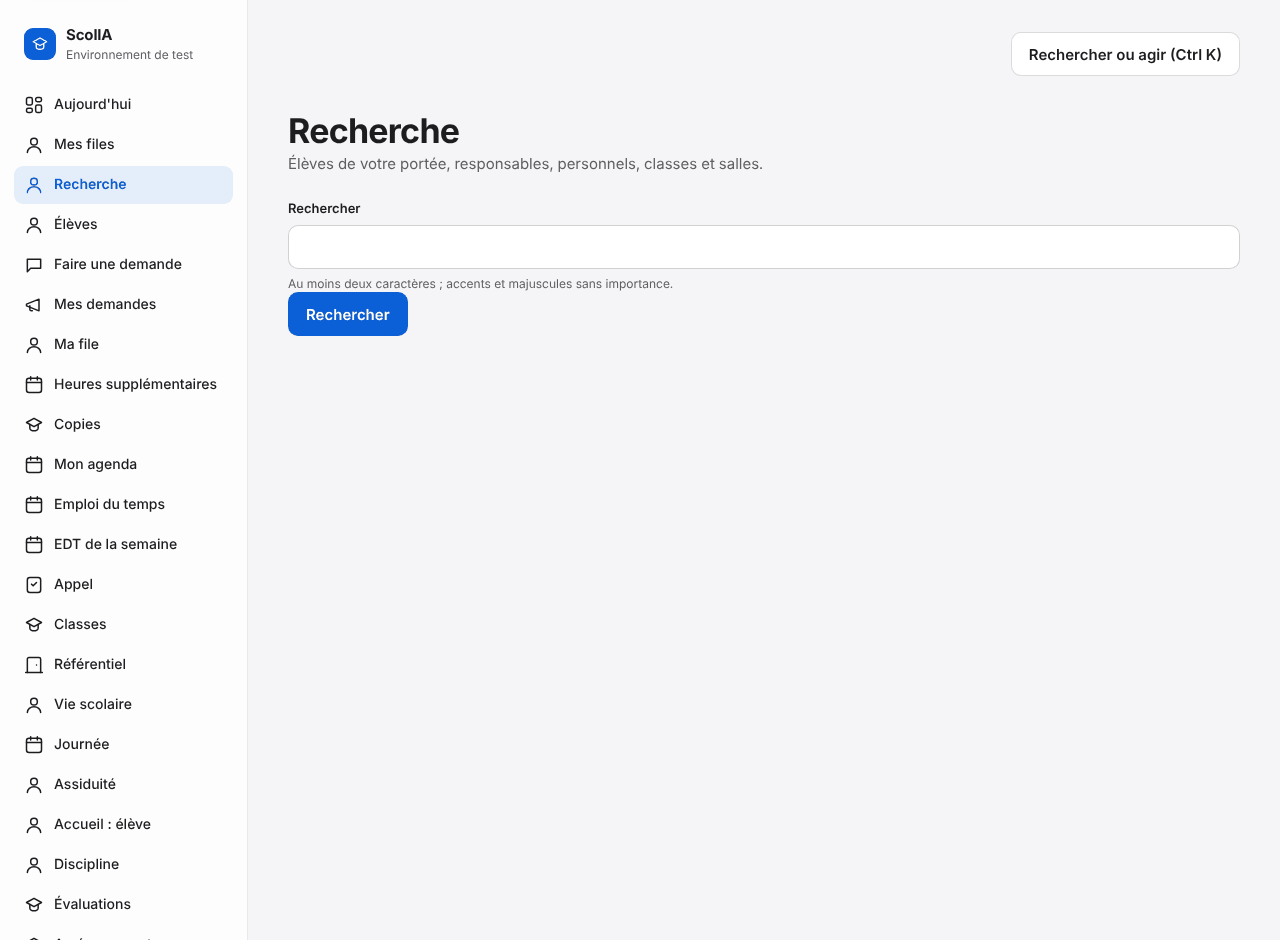 ScolIA
Environnement de test
Aujourd'hui
Mes files
Recherche
Élèves
Faire une demande
Mes demandes
Ma file
Heures supplémentaires
Copies
Mon agenda
Emploi du temps
EDT de la semaine
Appel
Classes
Référentiel
Vie scolaire
Journée
Assiduité
Accueil : élève
Discipline
Évaluations
Rechercher ou agir (Ctrl K)
Recherche
Élèves de votre portée, responsables, personnels, classes et salles.
Rechercher
Au moins deux caractères ; accents et majuscules sans importance.
Rechercher